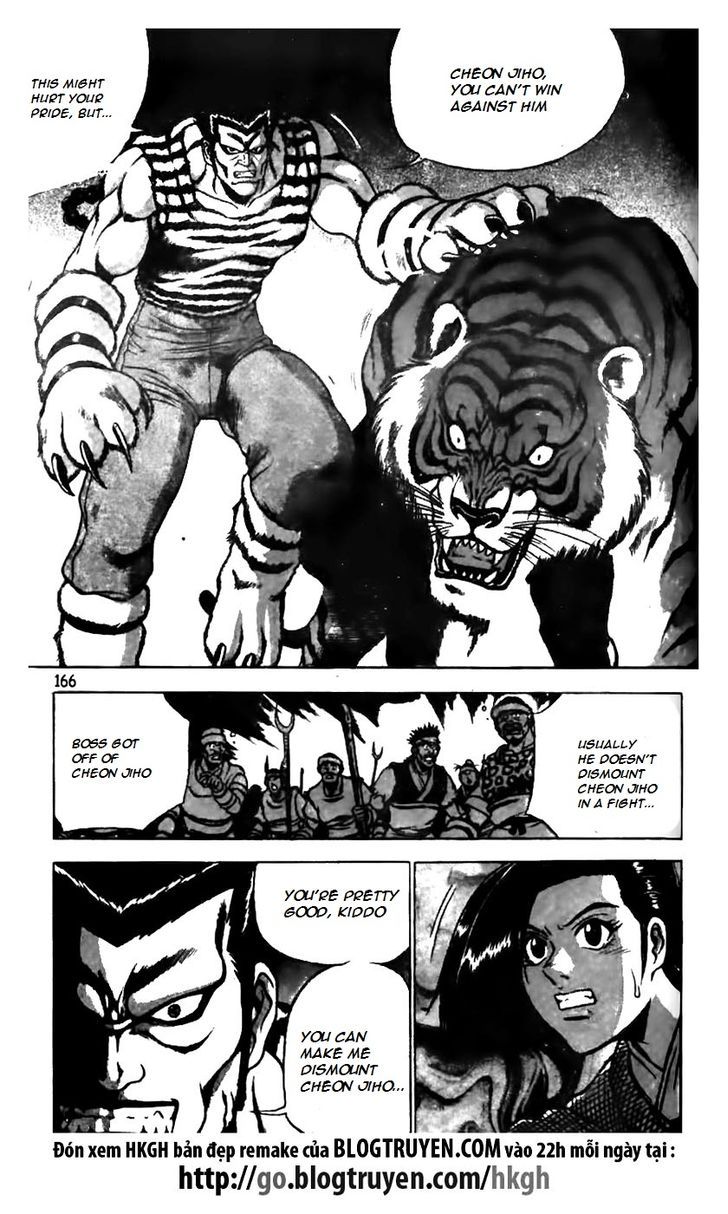 CHEON JIHO,
YOU CAN'T WIN
AGAINST HIM
THIS MIGHT
HURT YOUR
PRIDE, BUT...
166
USUALLY
HE DOESN'T
DISMOUNT
CHEON JIHO
IN A FIGHT...
BOSS GOT
OFF OF
CHEON JIHO
YOU'RE PRETTY
GOOD, KIDDO
YOU CAN
MAKE ME
DISMOUNT
CHEON JIHO...
Đón xem HKGH bản đẹp remake của BLOGTRUYEN.COM vào 22h mỗi ngày tại :
http://go.blogtruyen.com/hkgh